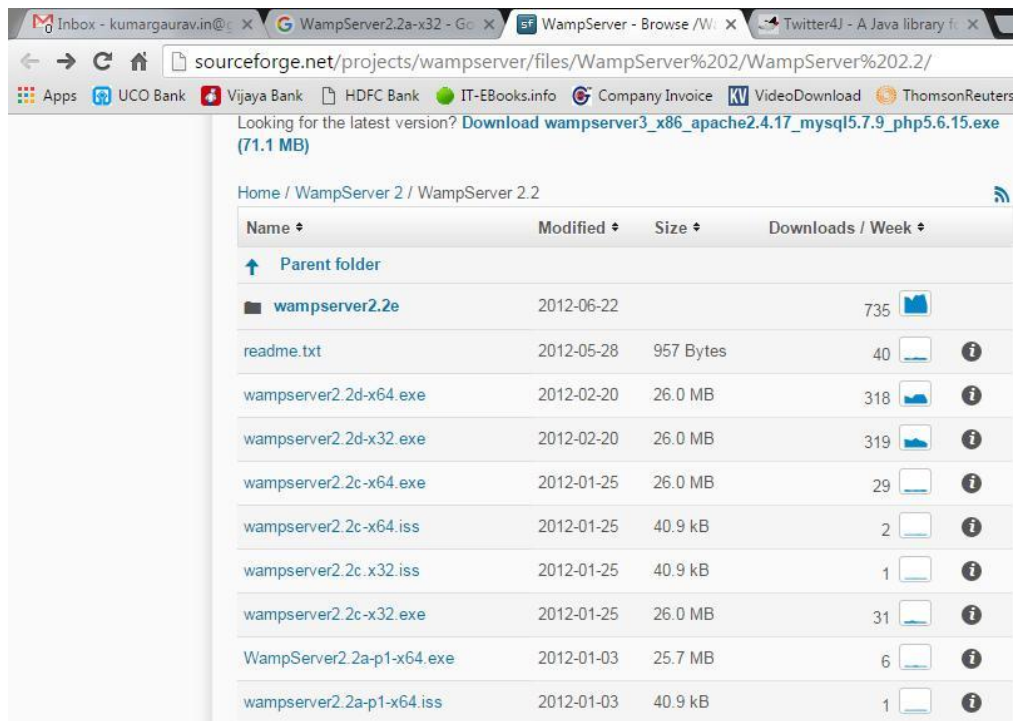 Inbox - kumargaurav.in@g
WampServer2.2a-x32 - Go
sf WampServer - Browse /Wa
Twitter4J - A Java library fo
sourceforge.net/projects/wampserver/files/WampServer%202/WampServer%202.2/
Apps UCO Bank Vijaya Bank HDFC Bank IT-EBooks.info Company Invoice KV VideoDownload ThomsonReuters
Looking for the latest version? Download wampserver3_x86_apache2.4.17_mysql5.7.9_php5.6.15.exe
(71.1 MB)
Home / WampServer 2 / WampServer 2.2
Name Modified Size Downloads / Week
Parent folder
wampserver2.2e 2012-06-22 735
readme.txt 2012-05-28 957 Bytes 40
wampserver2.2d-x64.exe 2012-02-20 26.0 MB 318
wampserver2.2d-x32.exe 2012-02-20 26.0 MB 319
wampserver2.2c-x64.exe 2012-01-25 26.0 MB 29
wampserver2.2c-x64.iss 2012-01-25 40.9 kB 2
wampserver2.2c.x32.iss 2012-01-25 40.9 kB 1
wampserver2.2c-x32.exe 2012-01-25 26.0 MB 31
WampServer2.2a-p1-x64.exe 2012-01-03 25.7 MB 6
wampserver2.2a-p1-x64.iss 2012-01-03 40.9 kB 1